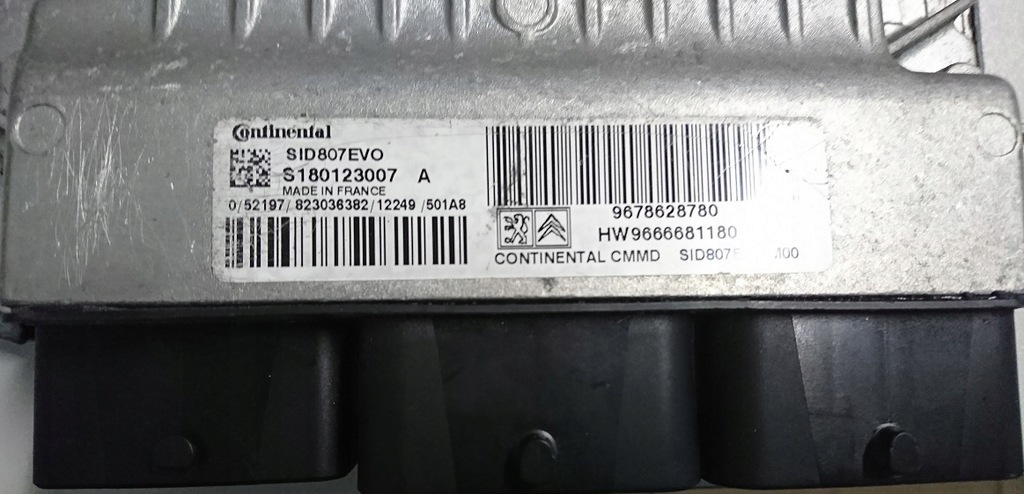 Continental
SID807EVO
S180123007 A
MADE IN FRANCE
0/52197/823036382/12249/501A8
9678628780
HW9666681180
CONTINENTAL CMMD